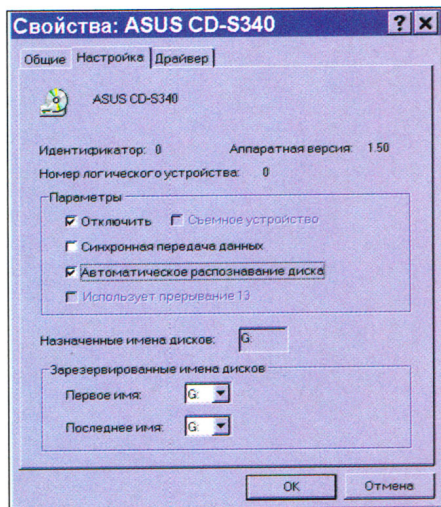 Свойства: ASUS CD-S340
Общие Настройка Драйвер
ASUS CD-S340
Идентификатор: 0 Аппаратная версия: 1.50
Номер логического устройства: 0
Параметры
Отключить Съемное устройство
Синхронная передача данных
Автоматическое распознавание диска
Использует прерывание 13
Назначенные имена дисков: G:
Зарезервированные имена дисков
Первое имя: G:
Последнее имя: G:
OK Отмена